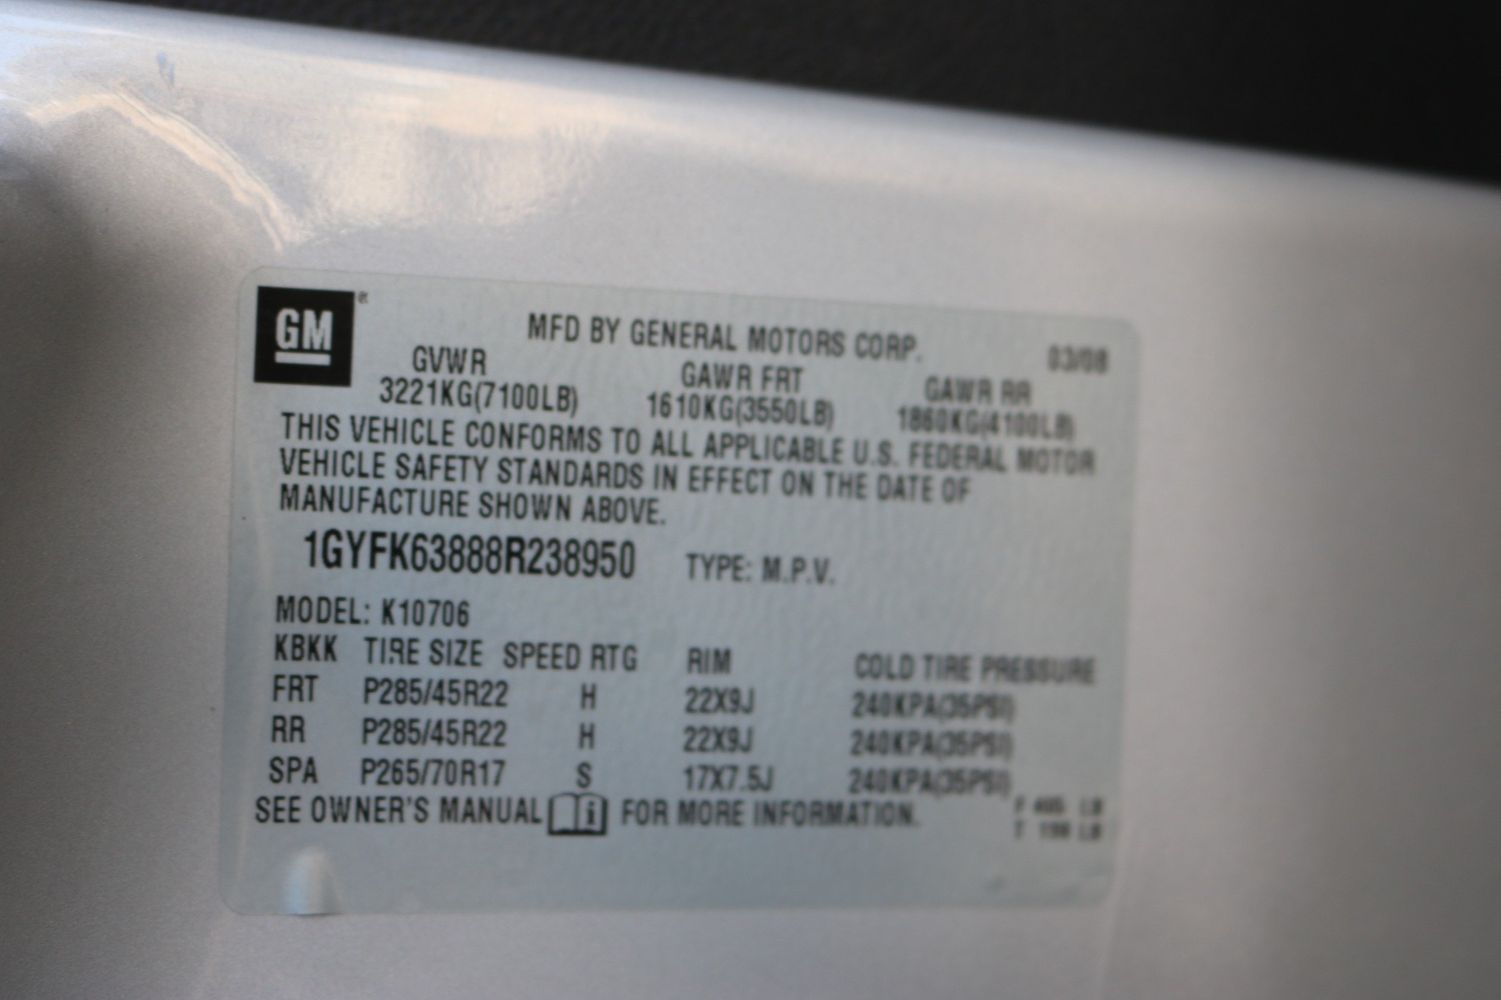 GM
MFD BY GENERAL MOTORS CORP. 03/08
GVWR GAWR FRT GAWR RR
3221KG(7100LB) 1610KG(3550LB) 1860KG(4100LB)
THIS VEHICLE CONFORMS TO ALL APPLICABLE U.S. FEDERAL MOTOR
VEHICLE SAFETY STANDARDS IN EFFECT ON THE DATE OF
MANUFACTURE SHOWN ABOVE.
1GYFK63888R238950 TYPE: M.P.V.
MODEL: K10706
KBKK TIRE SIZE SPEED RTG RIM COLD TIRE PRESSURE
FRT P285/45R22 H 22X9J 240KPA(35PSI)
RR P285/45R22 H 22X9J 240KPA(35PSI)
SPA P265/70R17 S 17X7.5J 240KPA(35PSI)
SEE OWNER'S MANUAL FOR MORE INFORMATION.
LB
LB